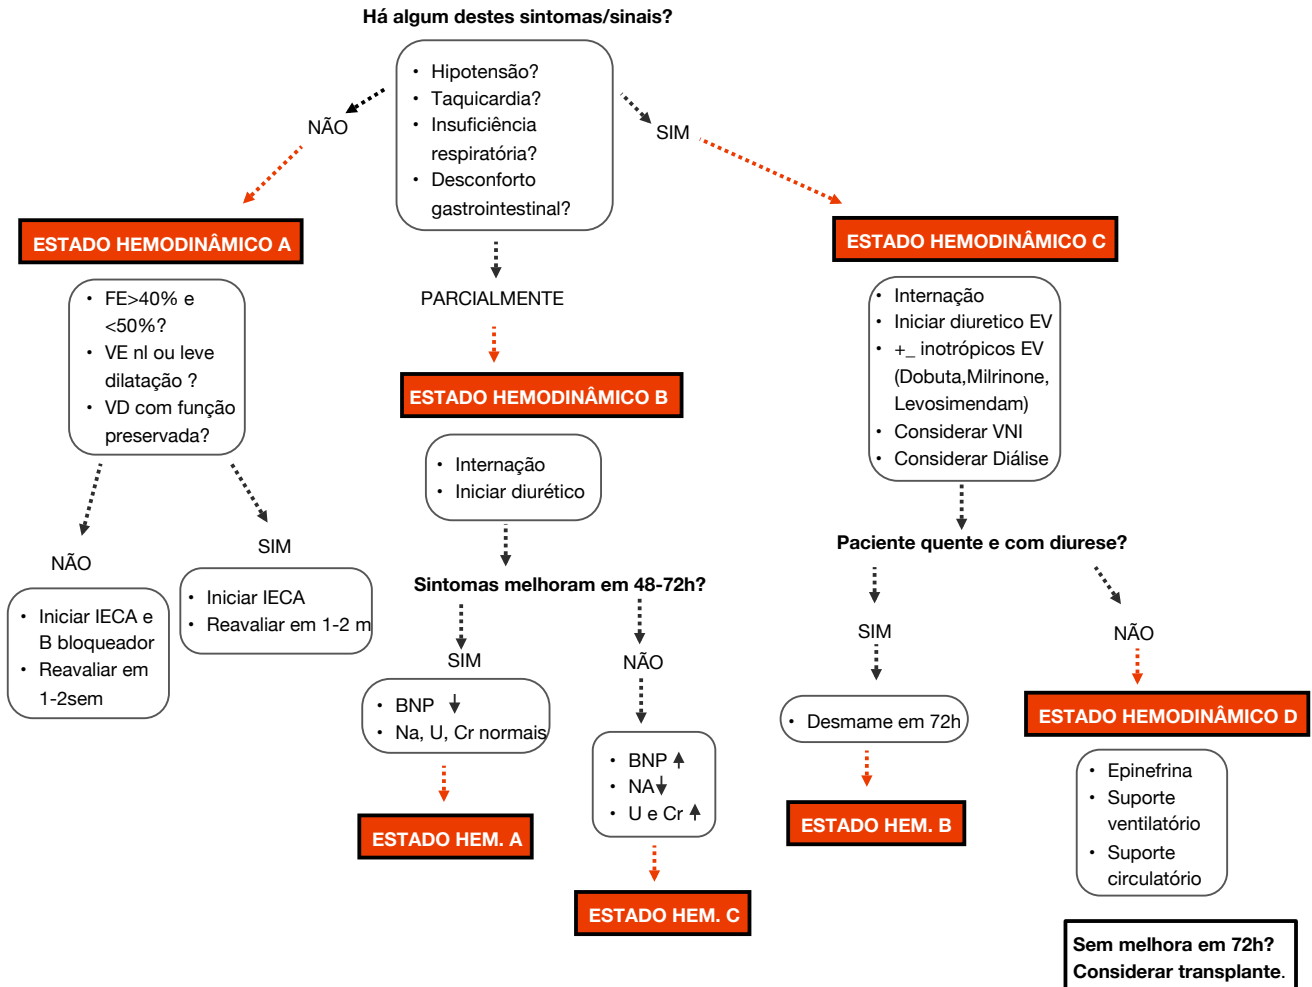 Há algum destes sintomas/sinais?
• Hipotensão?
• Taquicardia?
• Insuficiência
respiratória?
• Desconforto
gastrointestinal?
NÃO
SIM
PARCIALMENTE
ESTADO HEMODINÂMICO A
• FE>40% e
<50%?
• VE nl ou leve
dilatação ?
• VD com função
preservada?
NÃO
SIM
• Iniciar IECA e
B bloqueador
• Reavaliar em
1-2sem
• Iniciar IECA
• Reavaliar em 1-2 m
ESTADO HEMODINÂMICO B
• Internação
• Iniciar diurético
Sintomas melhoram em 48-72h?
SIM
NÃO
• BNP ↓
• Na, U, Cr normais
ESTADO HEM. A
• BNP ↑
• NA↓
• U e Cr ↑
ESTADO HEM. C
ESTADO HEMODINÂMICO C
• Internação
• Iniciar diuretico EV
• +_ inotrópicos EV
(Dobuta,Milrinone,
Levosimendam)
• Considerar VNI
• Considerar Diálise
Paciente quente e com diurese?
SIM
NÃO
• Desmame em 72h
ESTADO HEM. B
ESTADO HEMODINÂMICO D
• Epinefrina
• Suporte
ventilatório
• Suporte
circulatório
Sem melhora em 72h?
Considerar transplante.